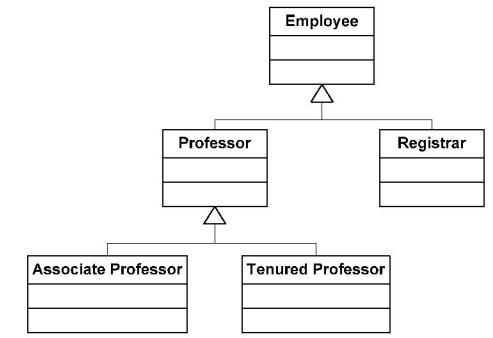 Employee
Professor
Registrar
Associate Professor
Tenured Professor